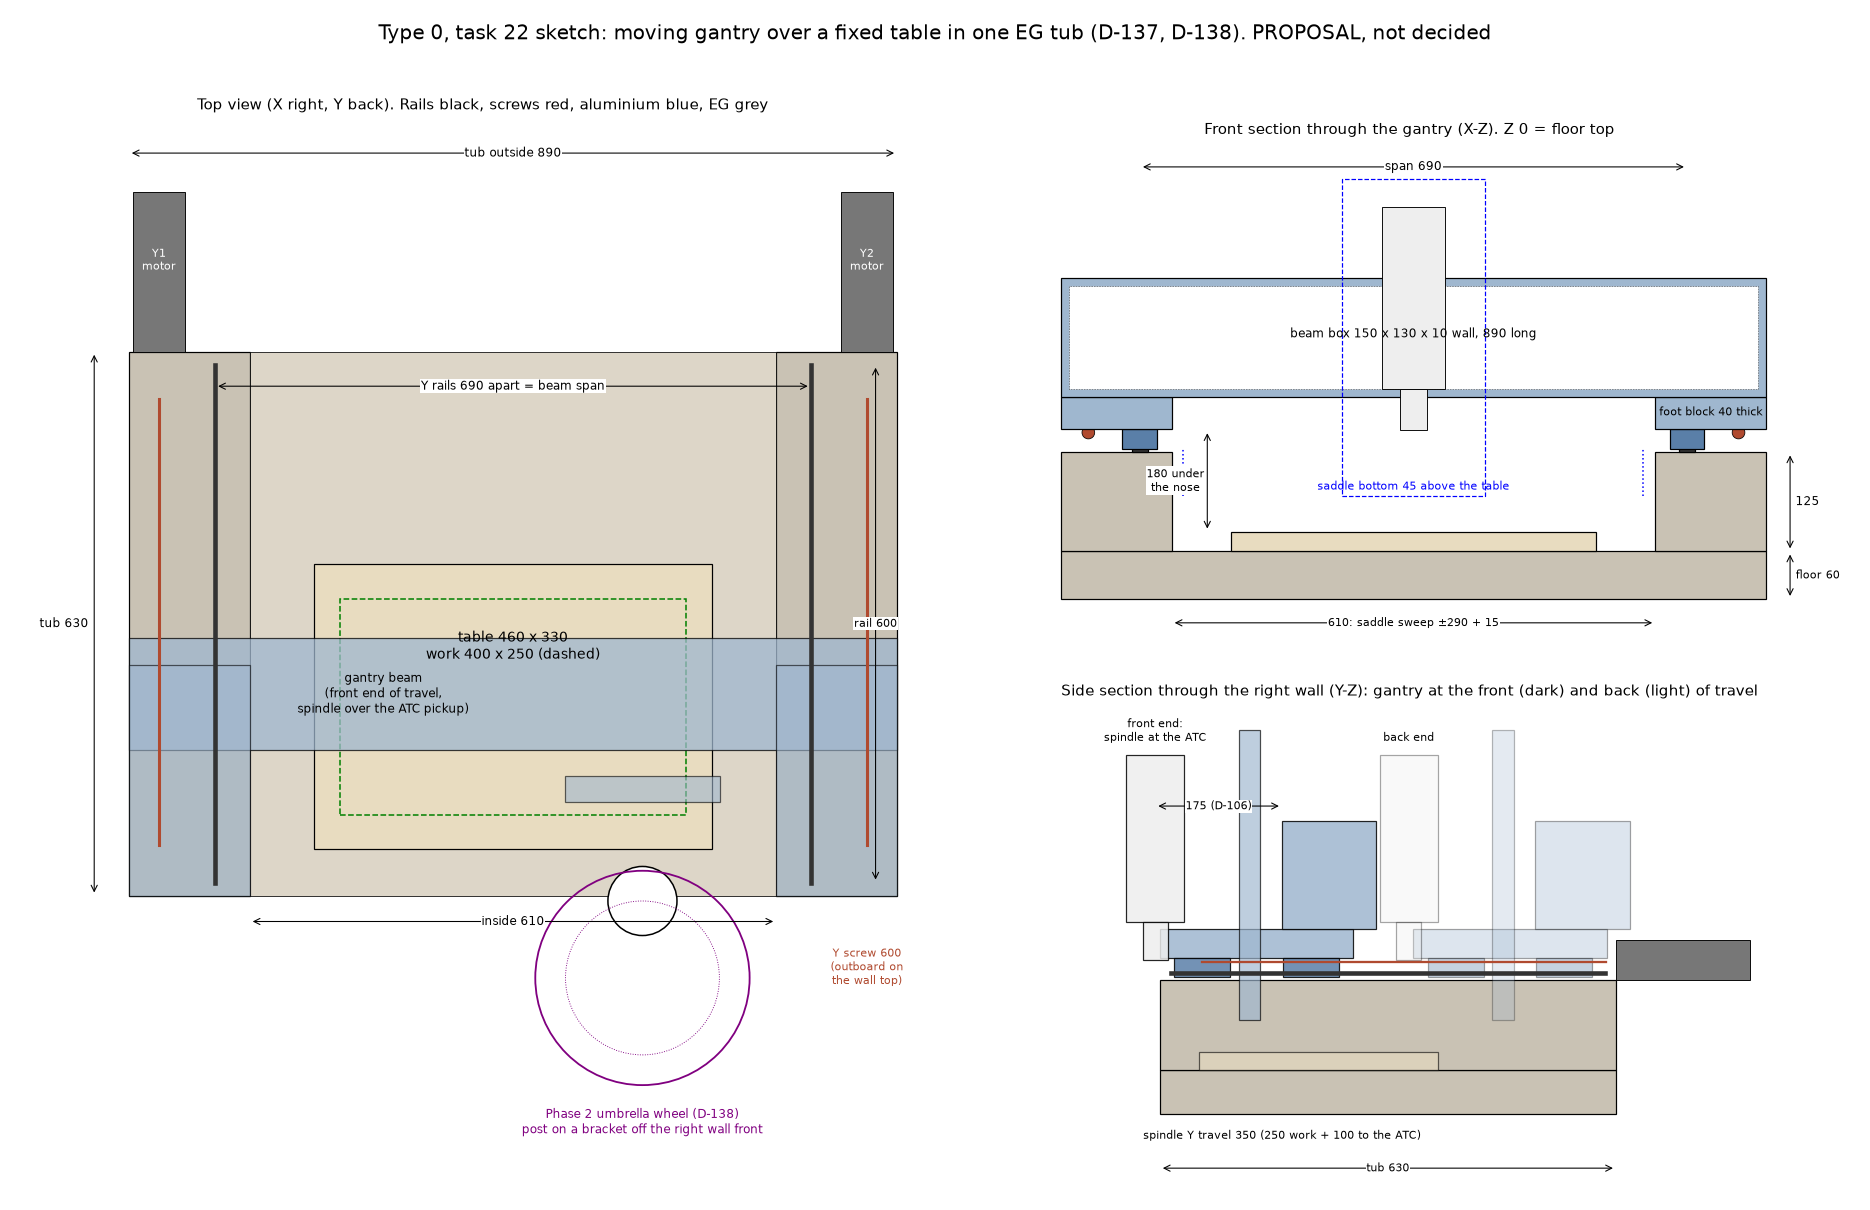 Type 0, task 22 sketch: moving gantry over a fixed table in one EG tub (D-137, D-138). PROPOSAL, not decided
Top view (X right, Y back). Rails black, screws red, aluminium blue, EG grey
tub outside 890
Y1
motor
Y2
motor
Y rails 690 apart = beam span
tub 630
rail 600
table 460 x 330
work 400 x 250 (dashed)
gantry beam
(front end of travel,
spindle over the ATC pickup)
inside 610
Y screw 600
(outboard on
the wall top)
Phase 2 umbrella wheel (D-138)
post on a bracket off the right wall front
Front section through the gantry (X-Z). Z 0 = floor top
span 690
beam box 150 x 130 x 10 wall, 890 long
foot block 40 thick
180 under
the nose
saddle bottom 45 above the table
125
floor 60
610: saddle sweep ±290 + 15
Side section through the right wall (Y-Z): gantry at the front (dark) and back (light) of travel
front end:
spindle at the ATC
back end
175 (D-106)
spindle Y travel 350 (250 work + 100 to the ATC)
tub 630